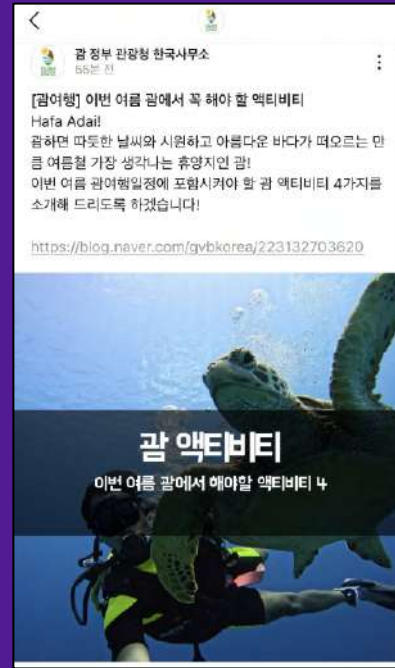 괌 정부 관광청 한국사무소
55분 전
[괌여행] 이번 여름 괌에서 꼭 해야 할 액티비티
Hafa Adai!
괌하면 따뜻한 날씨와 시원하고 아름다운 바다가 떠오르는 만
큼 여름철 가장 생각나는 휴양지인 괌!
이번 여름 괌여행일정에 포함시켜야 할 괌 액티비티 4가지를
소개해 드리도록 하겠습니다!
https://blog.naver.com/gvbkorea/223132703620
괌 액티비티
이번 여름 괌에서 해야할 액티비티 4